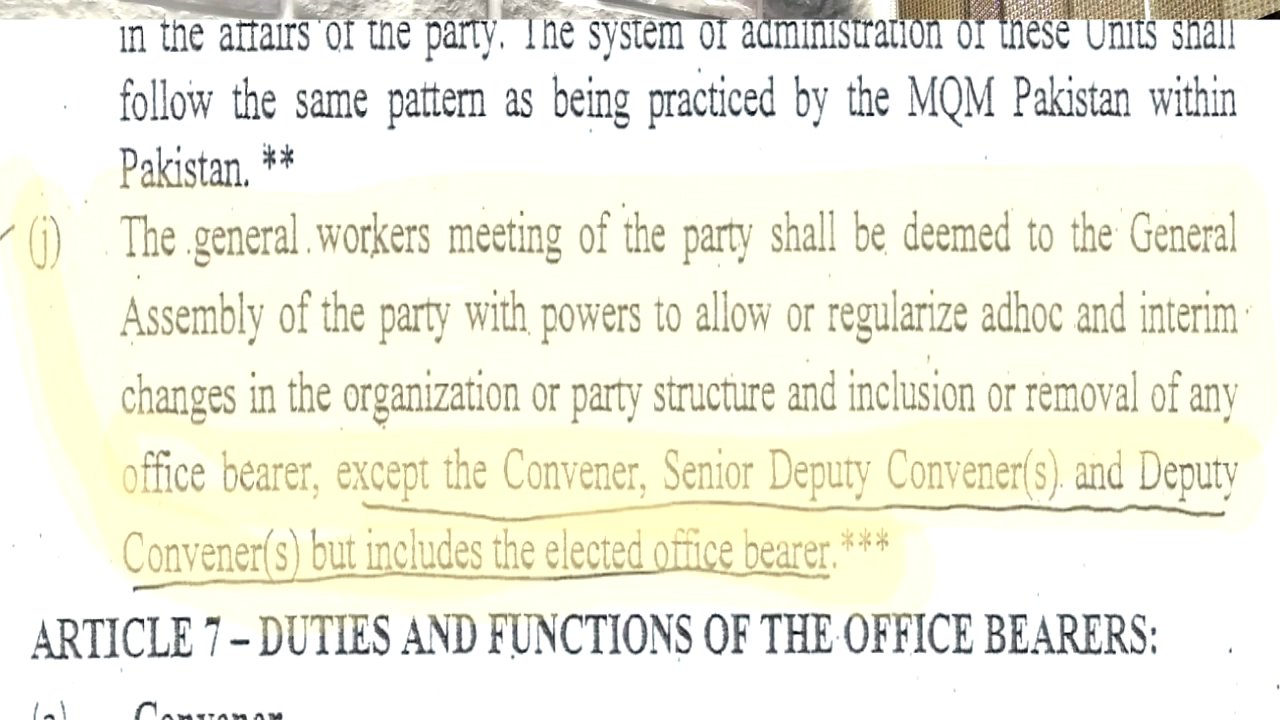 in the affairs of the party. The system of administration of these Units shall
follow the same pattern as being practiced by the MQM Pakistan within
Pakistan. **
(j) The general workers meeting of the party shall be deemed to the General
Assembly of the party with powers to allow or regularize adhoc and interim
changes in the organization or party structure and inclusion or removal of any
office bearer, except the Convener, Senior Deputy Convener(s) and Deputy
Convener(s) but includes the elected office bearer.***
ARTICLE 7 – DUTIES AND FUNCTIONS OF THE OFFICE BEARERS:
(a) Convener